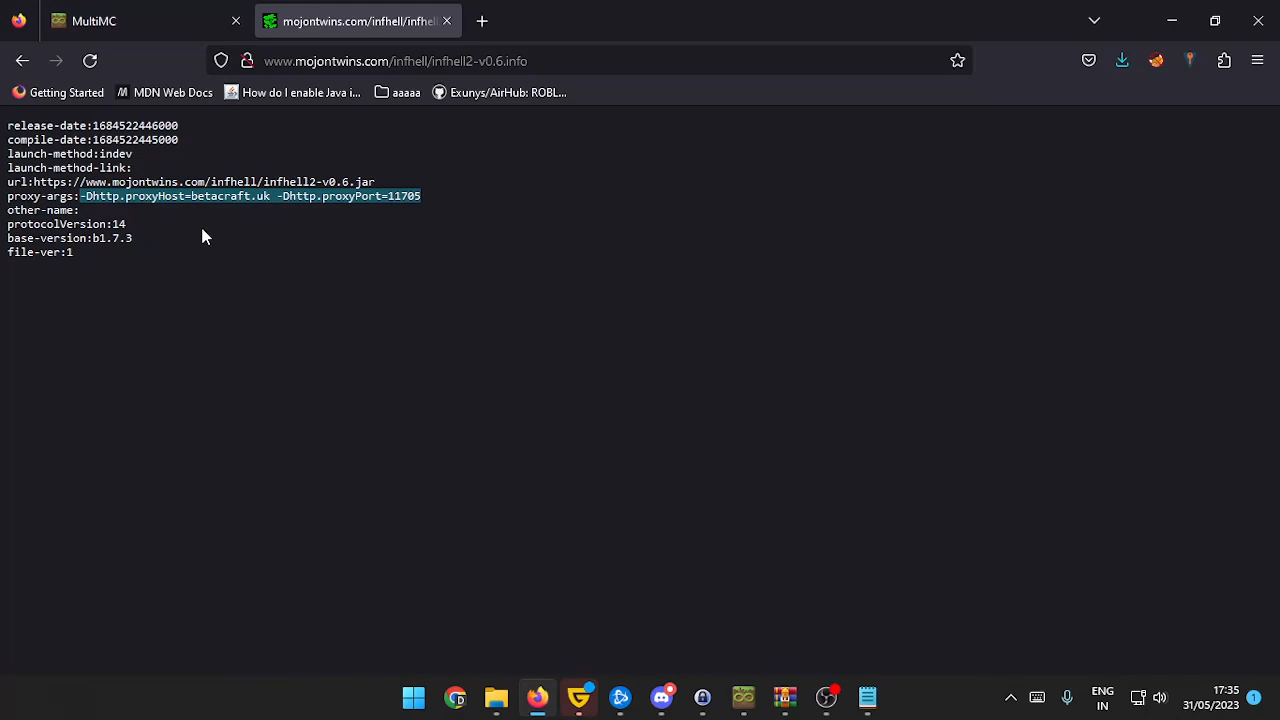 MultiMC
mojontwins.com/infhell/infhell
www.mojontwins.com/infhell/infhell2-v0.6.info
Getting Started
MDN Web Docs
How do I enable Java i...
aaaaa
Exunys/AirHub: ROBL...
release-date:1684522446000
compile-date:1684522445000
launch-method:indev
launch-method-link:
url:https://www.mojontwins.com/infhell/infhell2-v0.6.jar
proxy-args:-Dhttp.proxyHost=betacraft.uk -Dhttp.proxyPort=11705
other-name:
protocolVersion:14
base-version:b1.7.3
file-ver:1
ENG
IN
17:35
31/05/2023
1